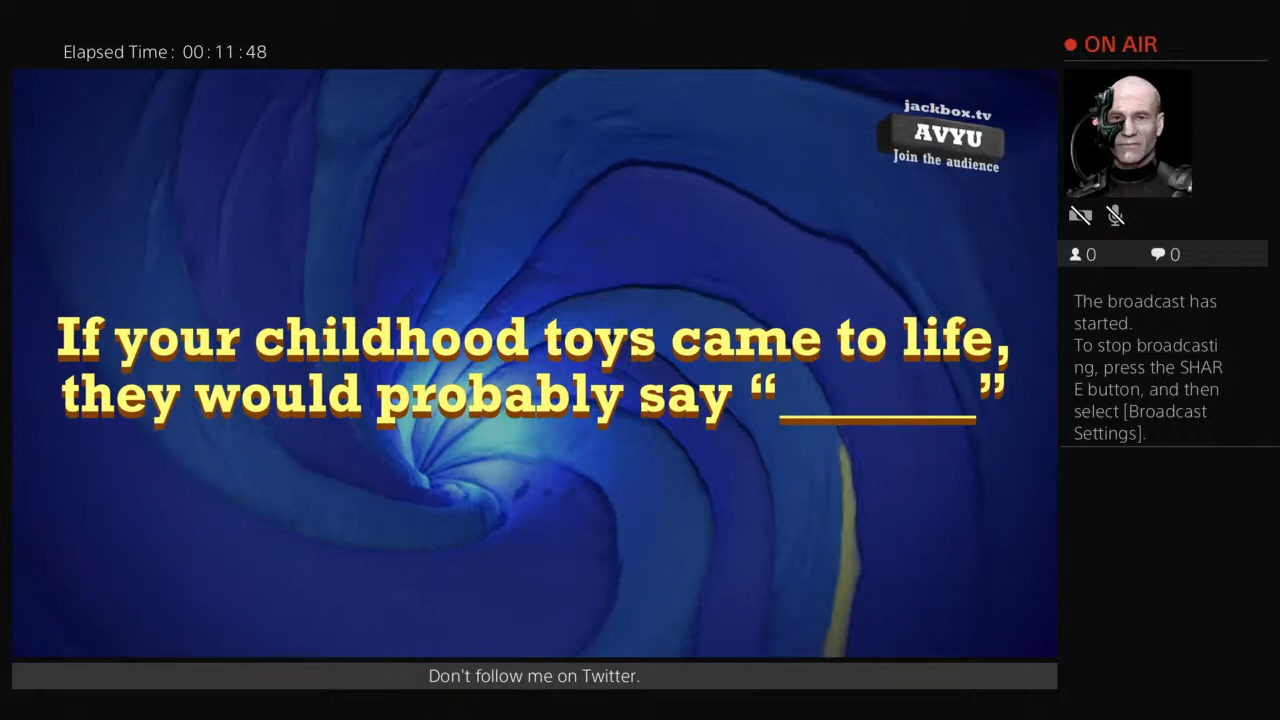 Elapsed Time: 00:11:48
ON AIR
jackbox.tv
AVYU
Join the audience
If your childhood toys came to life,
they would probably say “________”
0 0
The broadcast has
started.
To stop broadcasti
ng, press the SHAR
E button, and then
select [Broadcast
Settings].
Don't follow me on Twitter.